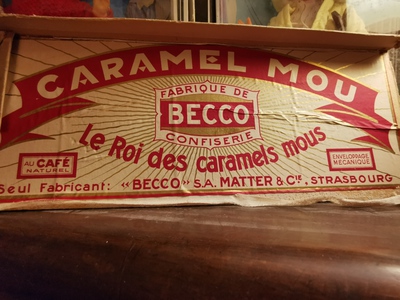 CARAMEL MOU
FABRIQUE DE
BECCO
CONFISERIE
Le Roi des caramels mous
AU CAFÉ
NATUREL
ENVELOPPAGE
MECANIQUE
Seul Fabricant: "BECCO" S.A. MATTER & CIE, STRASBOURG